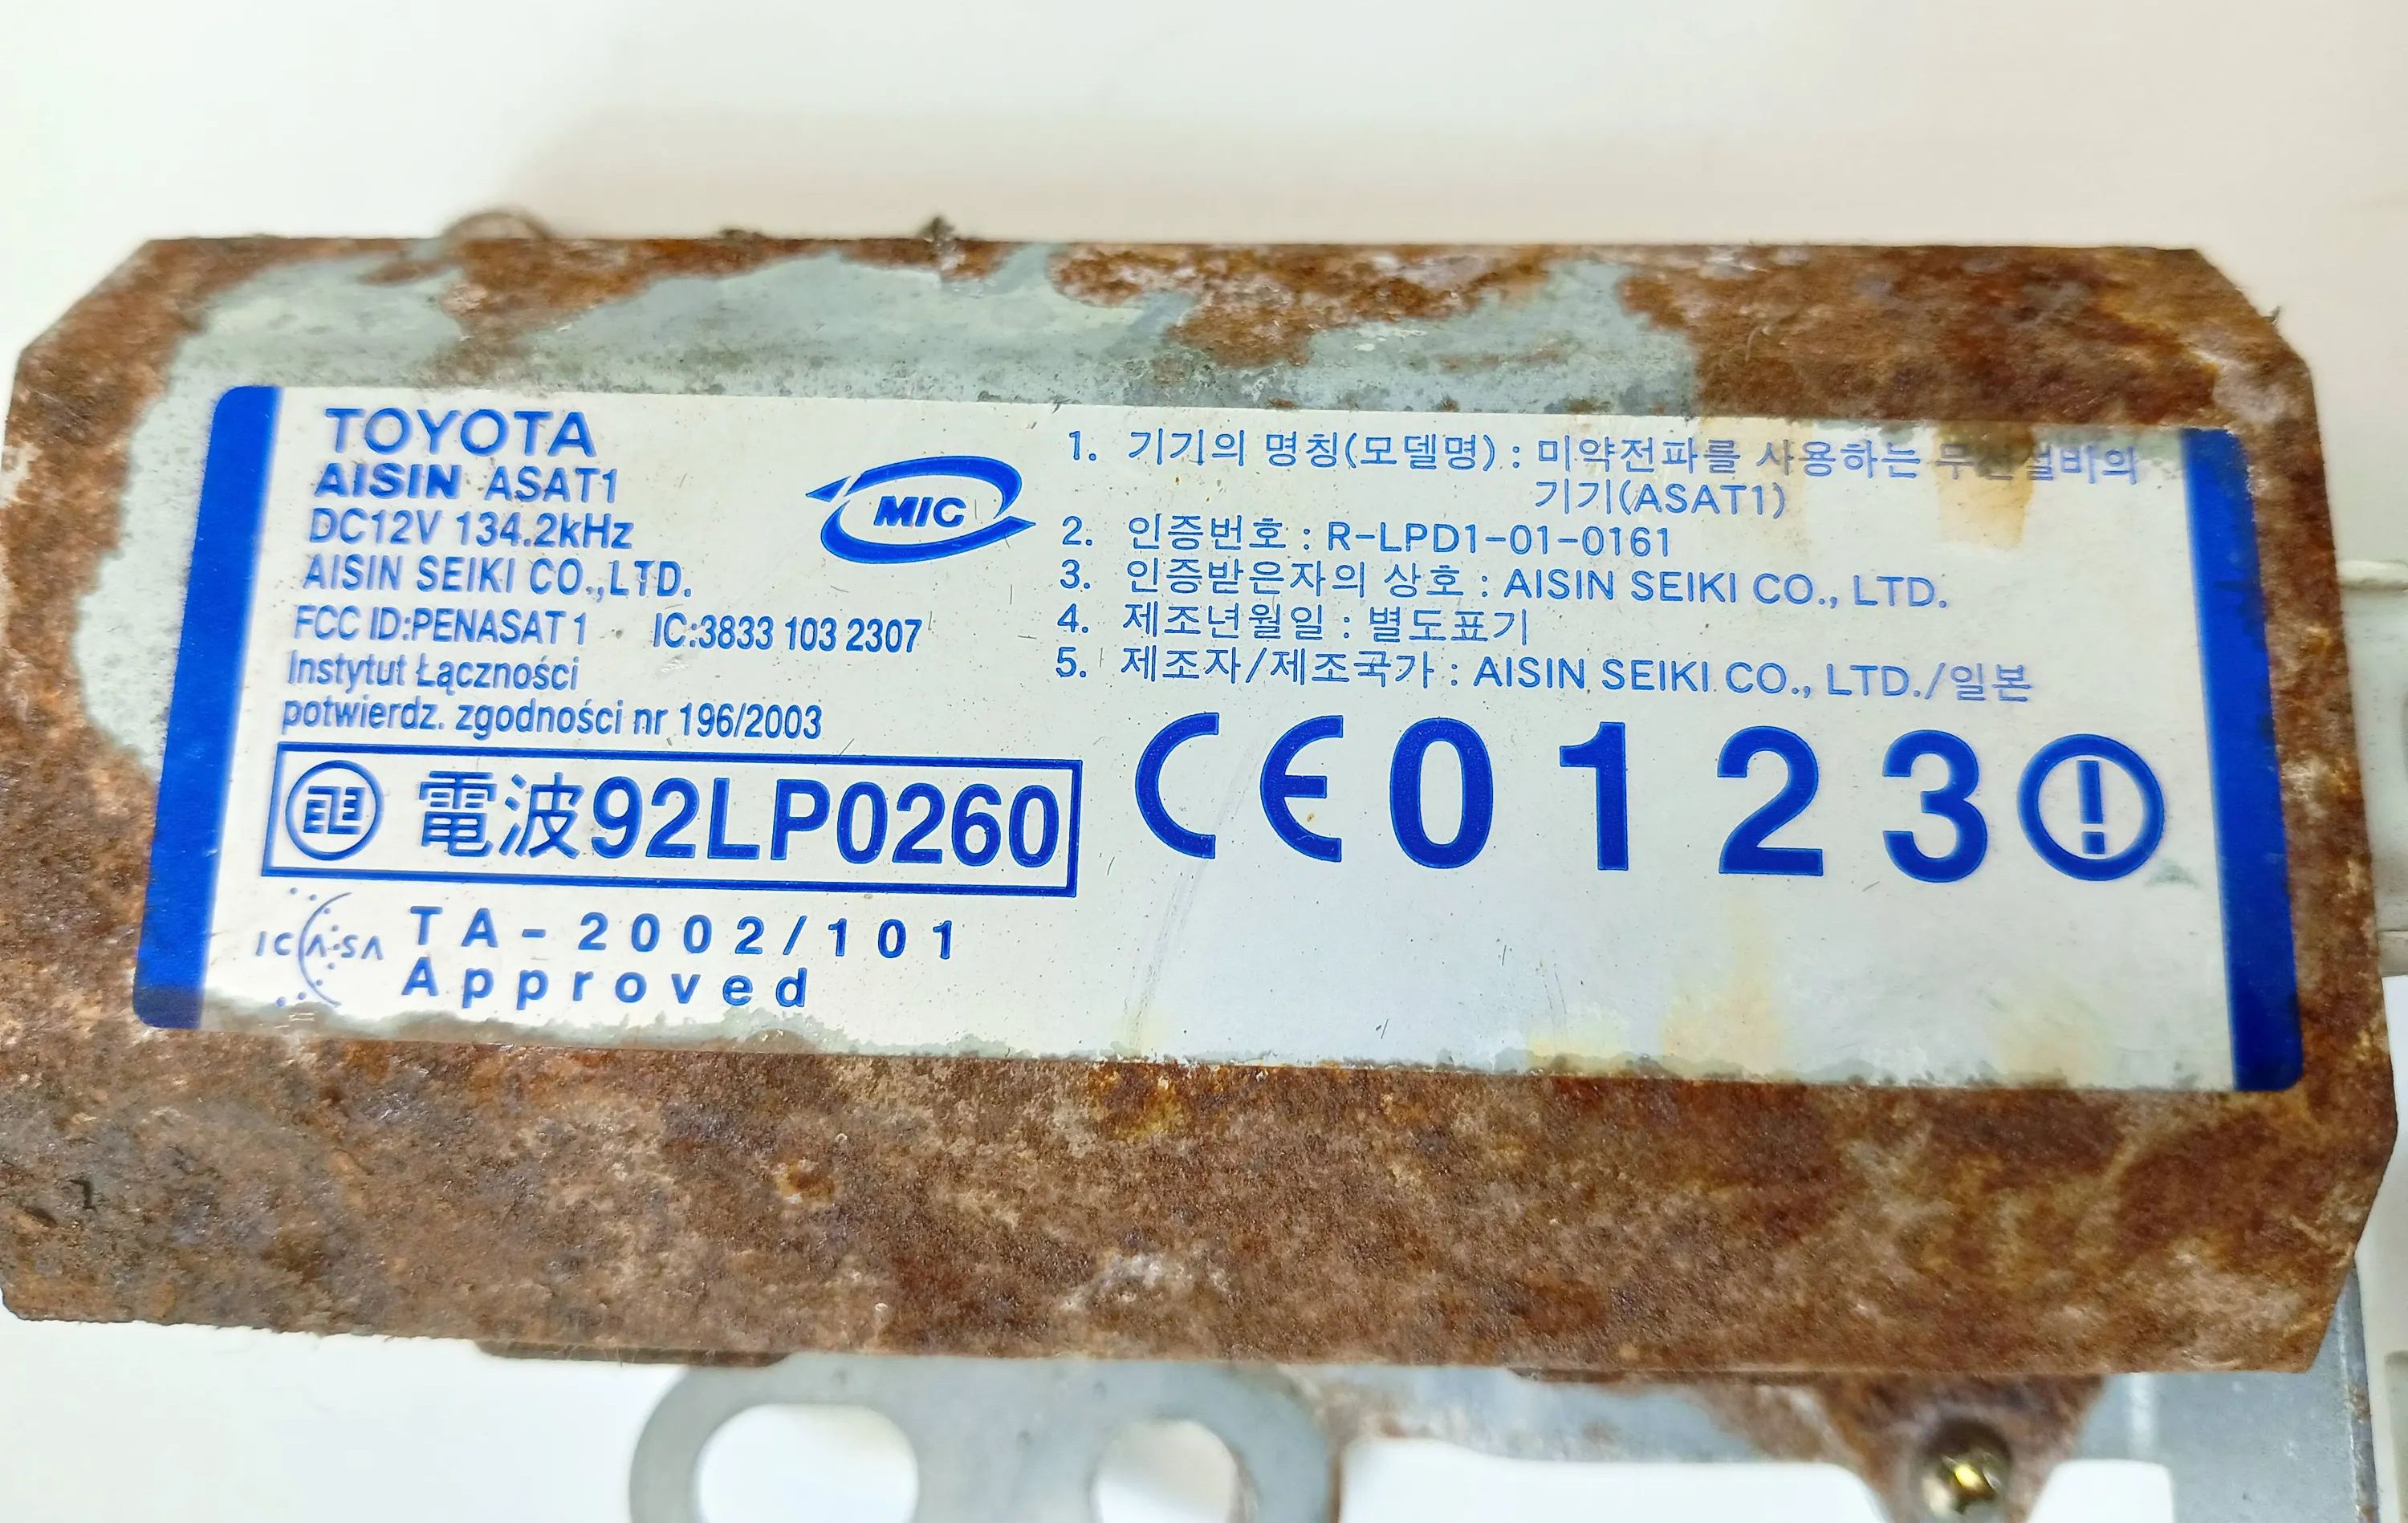 TOYOTA
AISIN ASAT1
DC12V 134.2kHz
AISIN SEIKI CO.,LTD.
FCC ID:PENASAT1 IC:3833 103 2307
Instytut Łączności
potwierdz. zgodności nr 196/2003
電波92LP0260
ICASA
TA-2002/101
Approved
MIC
1. 기기의 명칭(모델명) : 미약전파를 사용하는 무선설비의
기기(ASAT1)
2. 인증번호 : R-LPD1-01-0161
3. 인증받은자의 상호 : AISIN SEIKI CO., LTD.
4. 제조년월일 : 별도표기
5. 제조자/제조국가 : AISIN SEIKI CO., LTD./일본
CE0123!